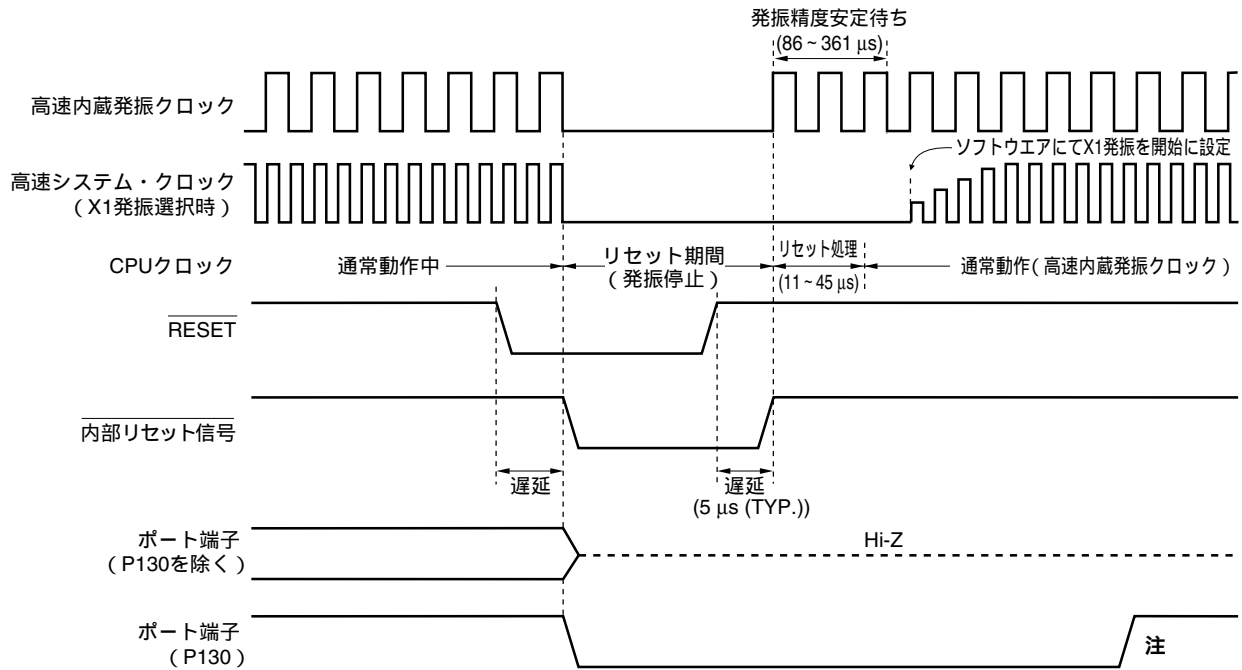 発振精度安定待ち
(86～361 μs)
高速内蔵発振クロック
ソフトウエアにてX1発振を開始に設定
高速システム・クロック
（X1発振選択時）
CPUクロック
通常動作中
リセット期間
（発振停止）
リセット処理
(11～45 μs)
通常動作（高速内蔵発振クロック）
RESET
内部リセット信号
遅延
遅延
(5 μs (TYP.))
ポート端子
（P130を除く）
Hi-Z
ポート端子
（P130）
注